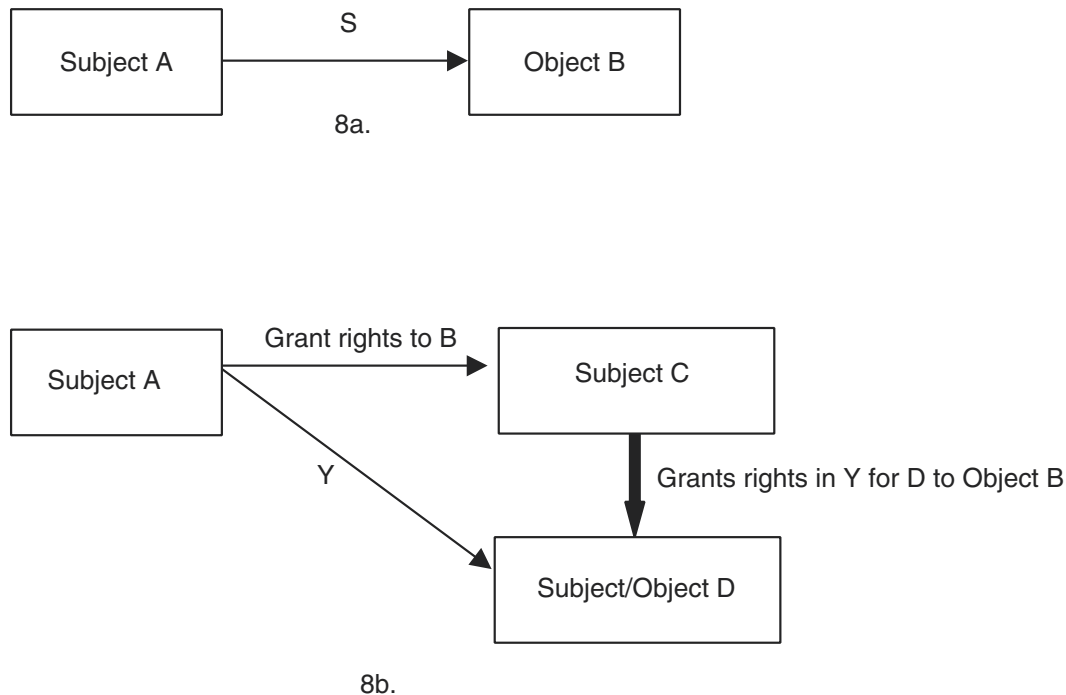 S
Subject A
Object B
8a.
Grant rights to B
Subject A
Subject C
Y
Grants rights in Y for D to Object B
Subject/Object D
8b.